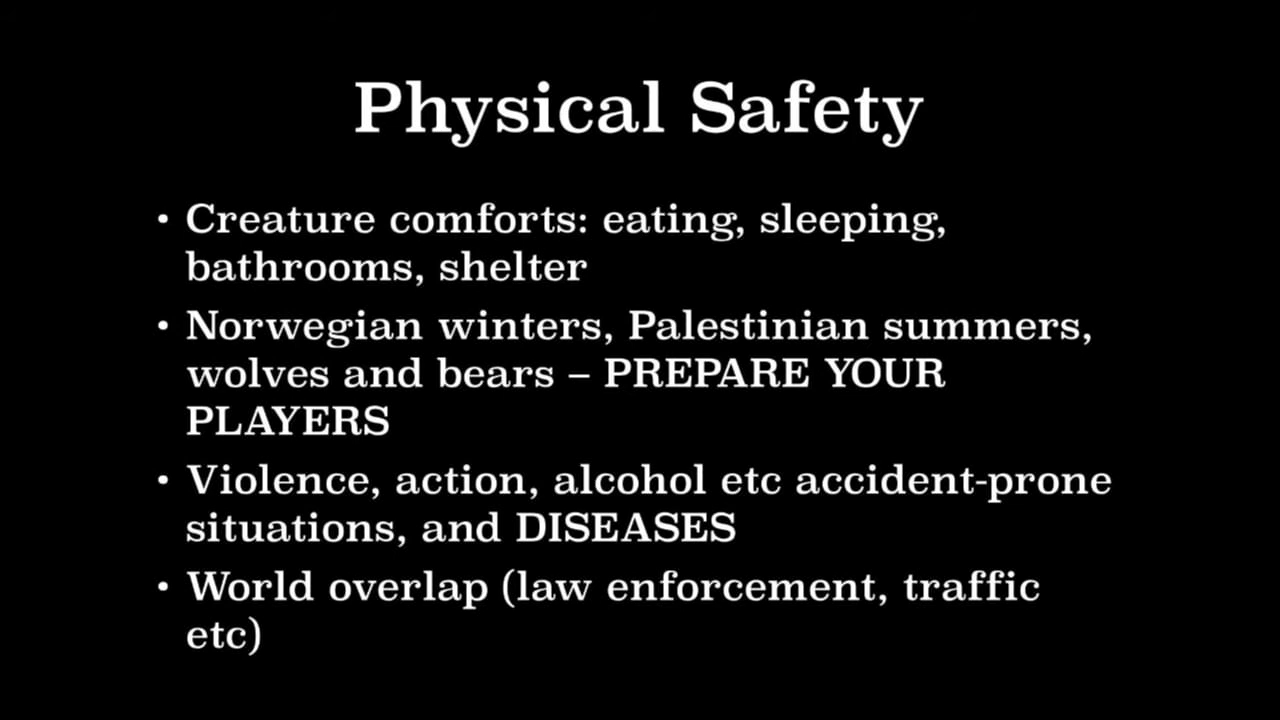 Physical Safety
• Creature comforts: eating, sleeping,
bathrooms, shelter
• Norwegian winters, Palestinian summers,
wolves and bears – PREPARE YOUR
PLAYERS
• Violence, action, alcohol etc accident-prone
situations, and DISEASES
• World overlap (law enforcement, traffic
etc)